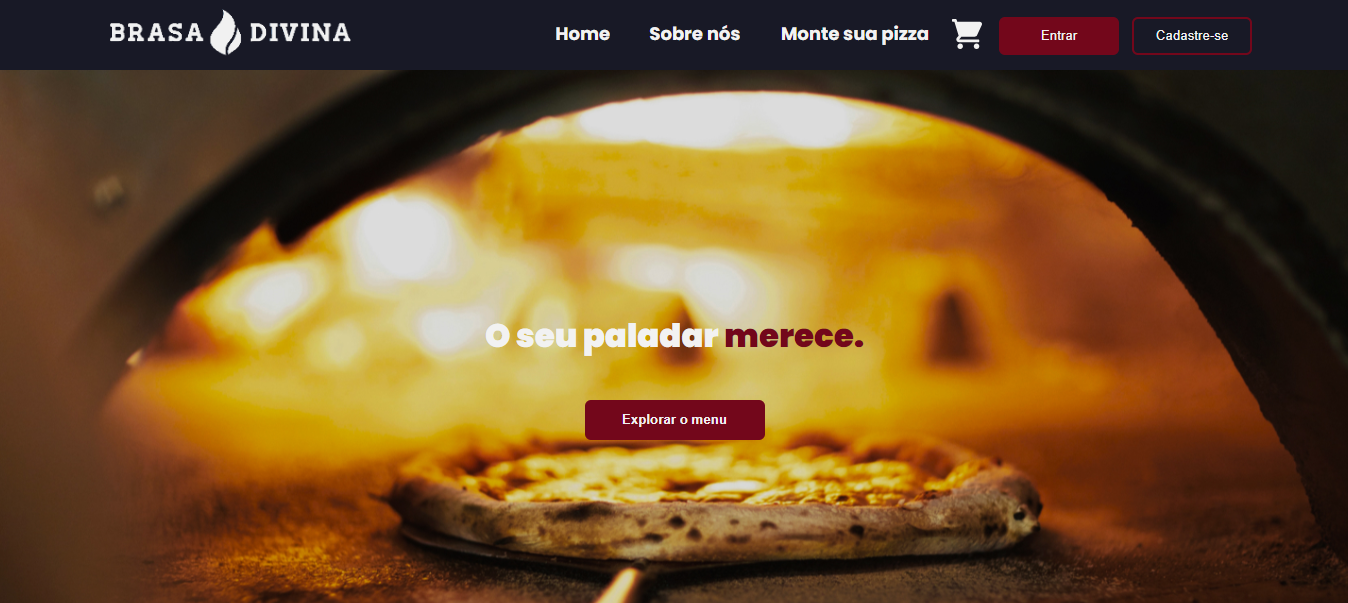 BRASA DIVINA
Home
Sobre nós
Monte sua pizza
Entrar
Cadastre-se
O seu paladar merece.
Explorar o menu